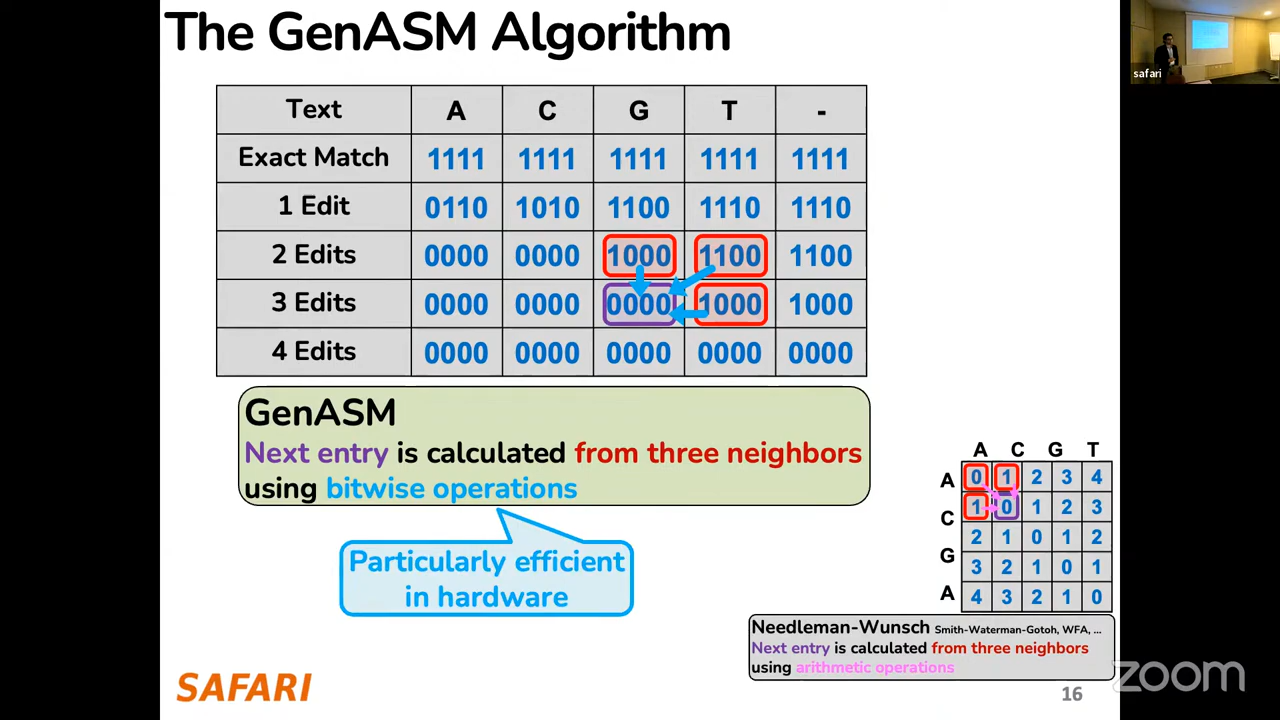 The GenASM Algorithm
safari
Text A C G T -
Exact Match 1111 1111 1111 1111 1111
1 Edit 0110 1010 1100 1110 1110
2 Edits 0000 0000 1000 1100 1100
3 Edits 0000 0000 0000 1000 1000
4 Edits 0000 0000 0000 0000 0000
GenASM
Next entry is calculated from three neighbors
using bitwise operations
Particularly efficient
in hardware
A C G T
A 0 1 2 3 4
C 1 0 1 2 3
2 1 0 1 2
G 3 2 1 0 1
A 4 3 2 1 0
Needleman-Wunsch Smith-Waterman-Gotoh, WFA, ...
Next entry is calculated from three neighbors
using arithmetic operations
SAFARI
16
zoom